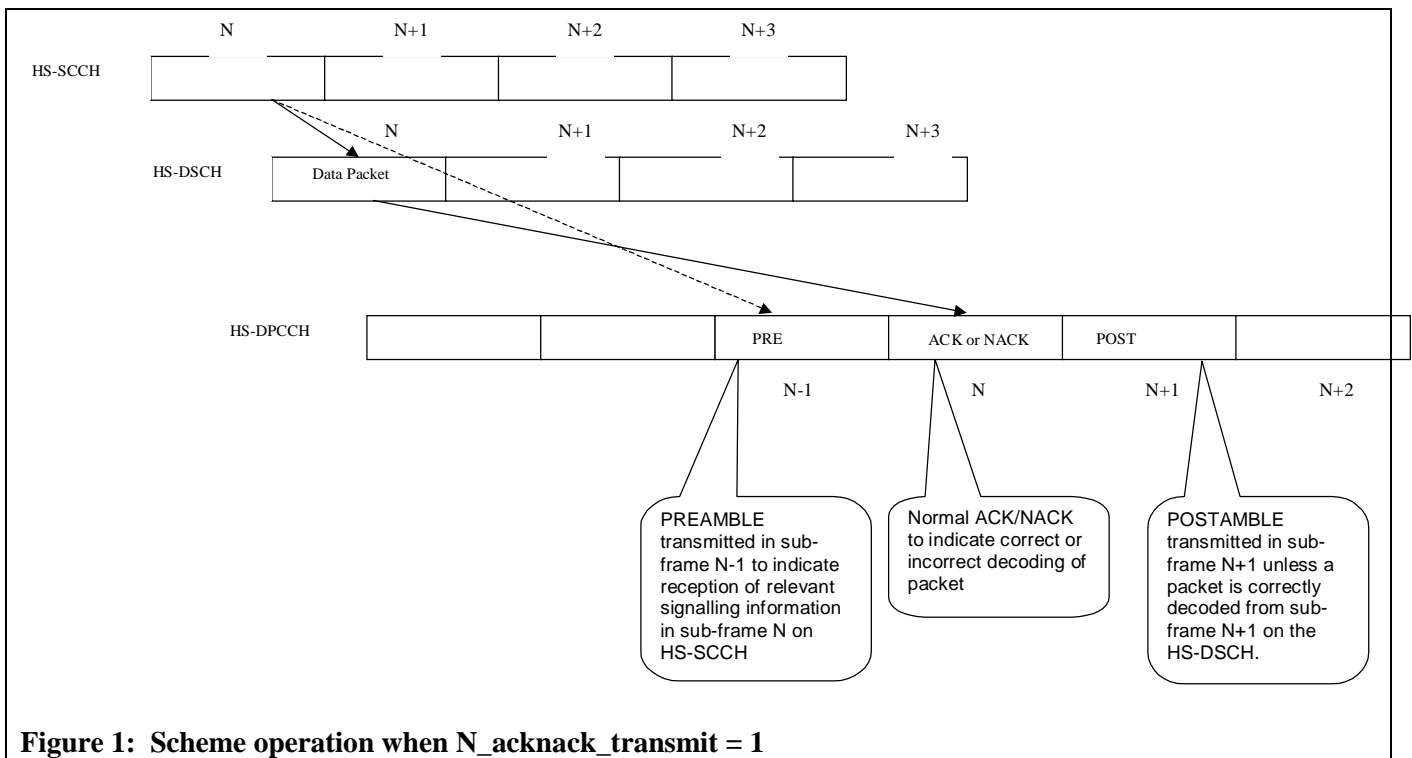 N N+1 N+2 N+3
HS-SCCH
N N+1 N+2 N+3
HS-DSCH Data Packet
HS-DPCCH PRE ACK or NACK POST
N-1 N N+1 N+2
PREAMBLE
transmitted in sub-
frame N-1 to indicate
reception of relevant
signalling information
in sub-frame N on
HS-SCCH
Normal ACK/NACK
to indicate correct or
incorrect decoding of
packet
POSTAMBLE
transmitted in sub-
frame N+1 unless a
packet is correctly
decoded from sub-
frame N+1 on the
HS-DSCH.
Figure 1: Scheme operation when N_acknack_transmit = 1